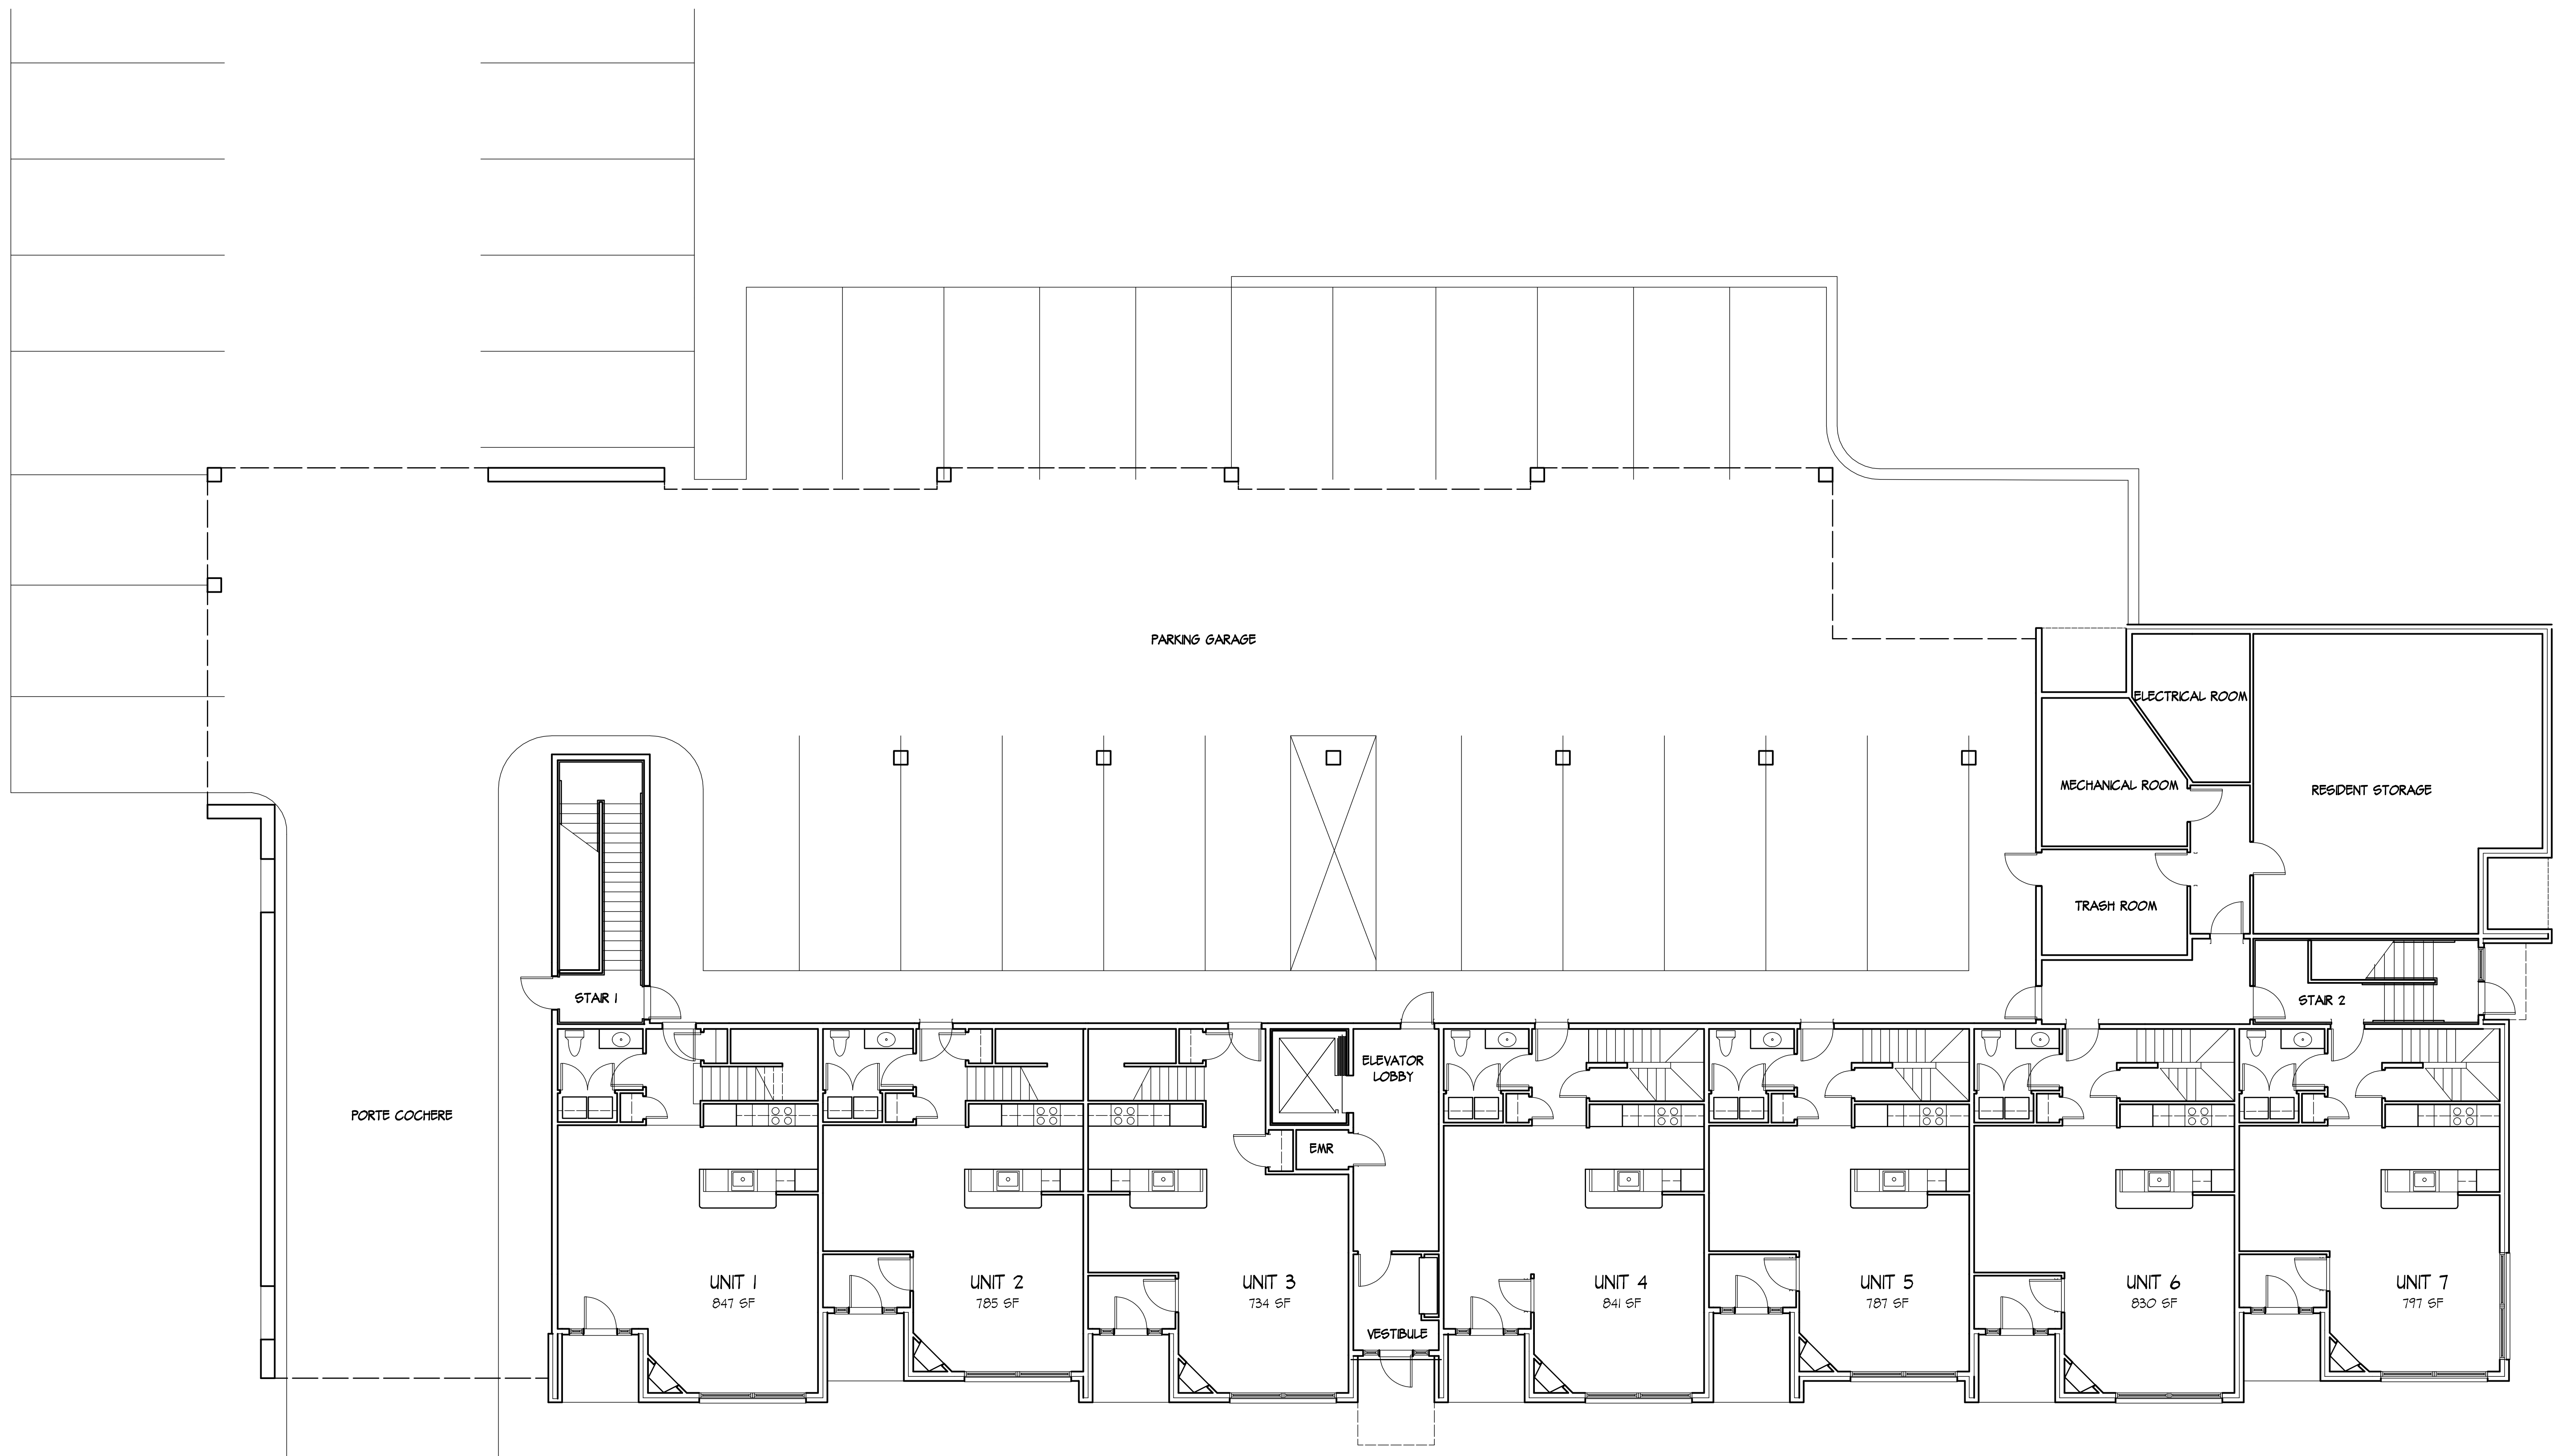 PARKING GARAGE
ELECTRICAL ROOM
MECHANICAL ROOM
RESIDENT STORAGE
TRASH ROOM
STAIR 1
STAIR 2
ELEVATOR
LOBBY
PORTE COCHERE
EMR
UNIT 1
847 SF
UNIT 2
785 SF
UNIT 3
734 SF
UNIT 4
841 SF
UNIT 5
787 SF
UNIT 6
830 SF
UNIT 7
797 SF
VESTIBULE